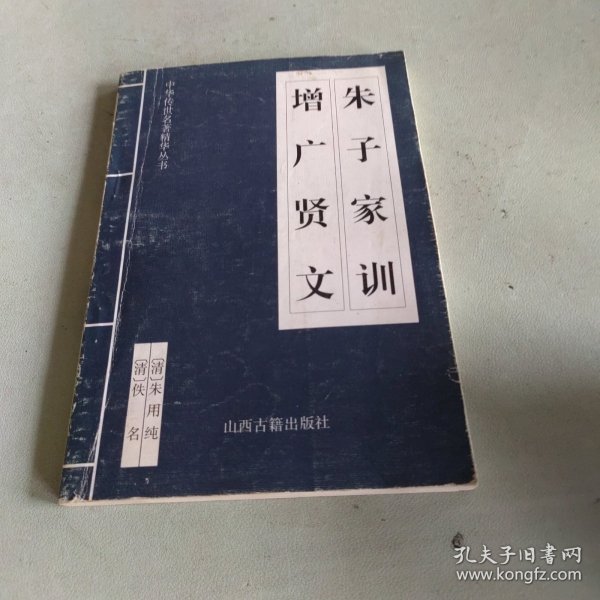 朱子家训
增广贤文
中华传世名著精华丛书
〔清〕朱用纯
〔清〕佚名
山西古籍出版社
孔夫子旧书网
www.kongfz.com